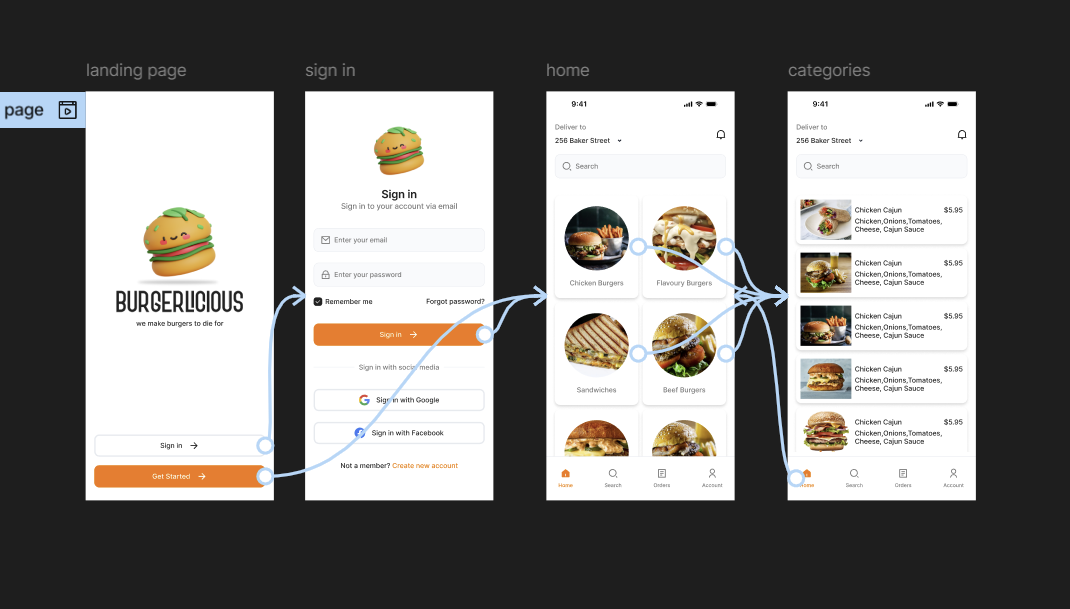 page
landing page
BURGERLICIOUS
we make burgers to die for
Sign in
Get Started
sign in
Sign in
Sign in to your account via email
Enter your email
Enter your password
Remember me
Forgot password?
Sign in
Sign in with social media
Sign in with Google
Sign in with Facebook
Not a member? Create new account
home
9:41
Deliver to
256 Baker Street
Search
Chicken Burgers
Flavoury Burgers
Sandwiches
Beef Burgers
Home
Search
Orders
Account
categories
9:41
Deliver to
256 Baker Street
Search
Chicken Cajun $5.95
Chicken,Onions,Tomatoes,
Cheese, Cajun Sauce
Chicken Cajun $5.95
Chicken,Onions,Tomatoes,
Cheese, Cajun Sauce
Chicken Cajun $5.95
Chicken,Onions,Tomatoes,
Cheese, Cajun Sauce
Chicken Cajun $5.95
Chicken,Onions,Tomatoes,
Cheese, Cajun Sauce
Chicken Cajun $5.95
Chicken,Onions,Tomatoes,
Cheese, Cajun Sauce
Home
Search
Orders
Account